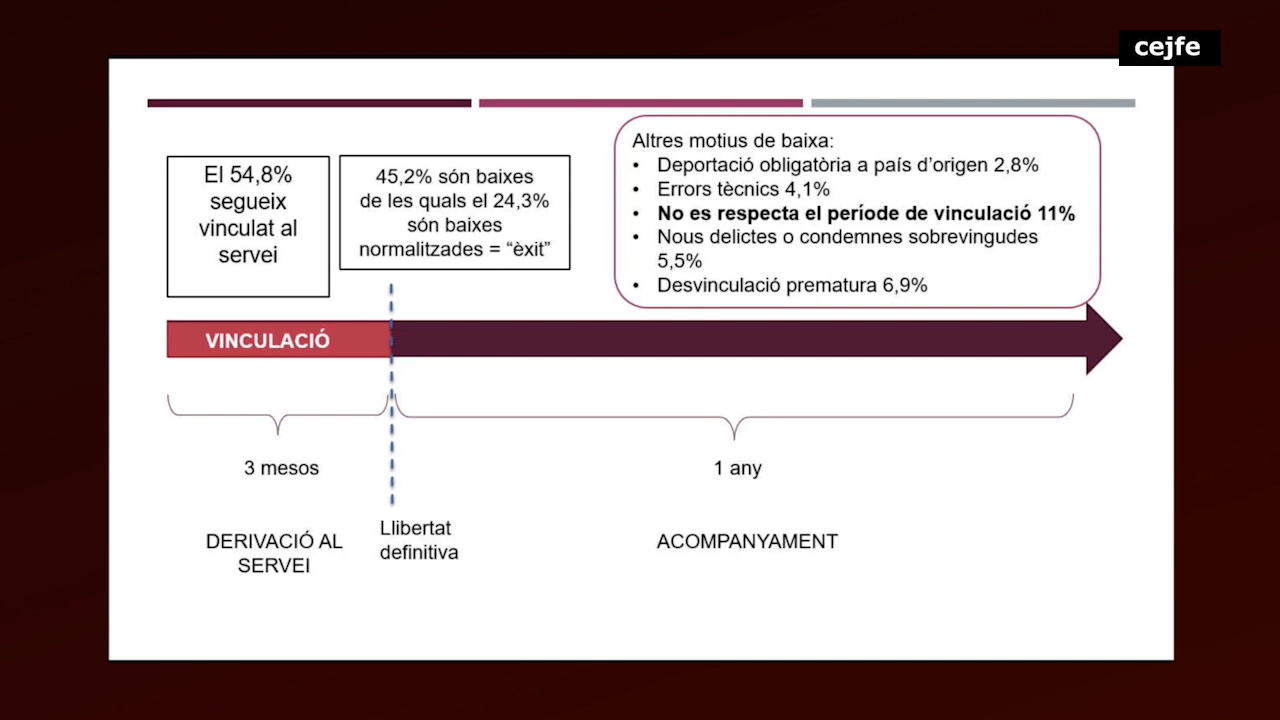 cejfe
El 54,8%
segueix
vinculat al
servei
45,2% són baixes
de les quals el 24,3%
són baixes
normalitzades = “èxit”
Altres motius de baixa:
• Deportació obligatòria a país d’origen 2,8%
• Errors tècnics 4,1%
• No es respecta el període de vinculació 11%
• Nous delictes o condemnes sobrevingudes
5,5%
• Desvinculació prematura 6,9%
VINCULACIÓ
3 mesos
1 any
DERIVACIÓ AL
SERVEI
Llibertat
definitiva
ACOMPANYAMENT